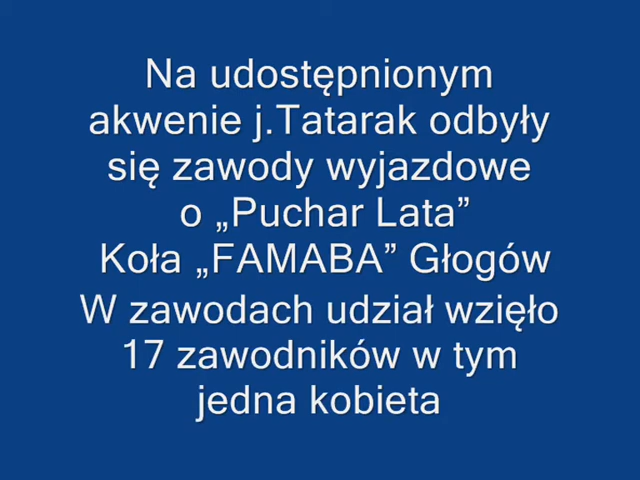 Na udostępnionym
akwenie j.Tatarak odbyły
się zawody wyjazdowe
o „Puchar Lata”
Koła „FAMABA” Głogów
W zawodach udział wzięło
17 zawodników w tym
jedna kobieta